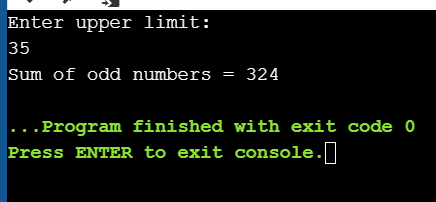 Enter upper limit:
35
Sum of odd numbers = 324
...Program finished with exit code 0
Press ENTER to exit console.